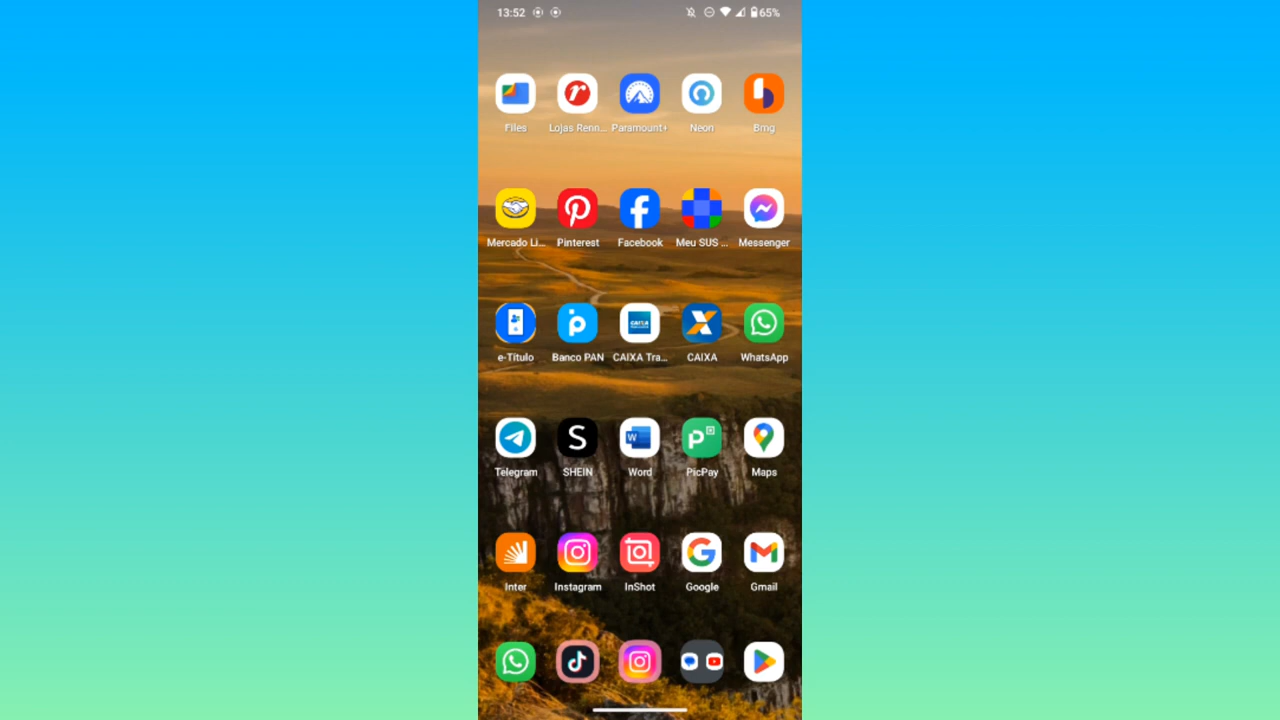 13:52 65%
Files Lojas Renn... Paramount+ Neon Bmg
Mercado Li... Pinterest Facebook Meu SUS ... Messenger
e-Título Banco PAN CAIXA Tra... CAIXA WhatsApp
Telegram SHEIN Word PicPay Maps
Inter Instagram InShot Google Gmail